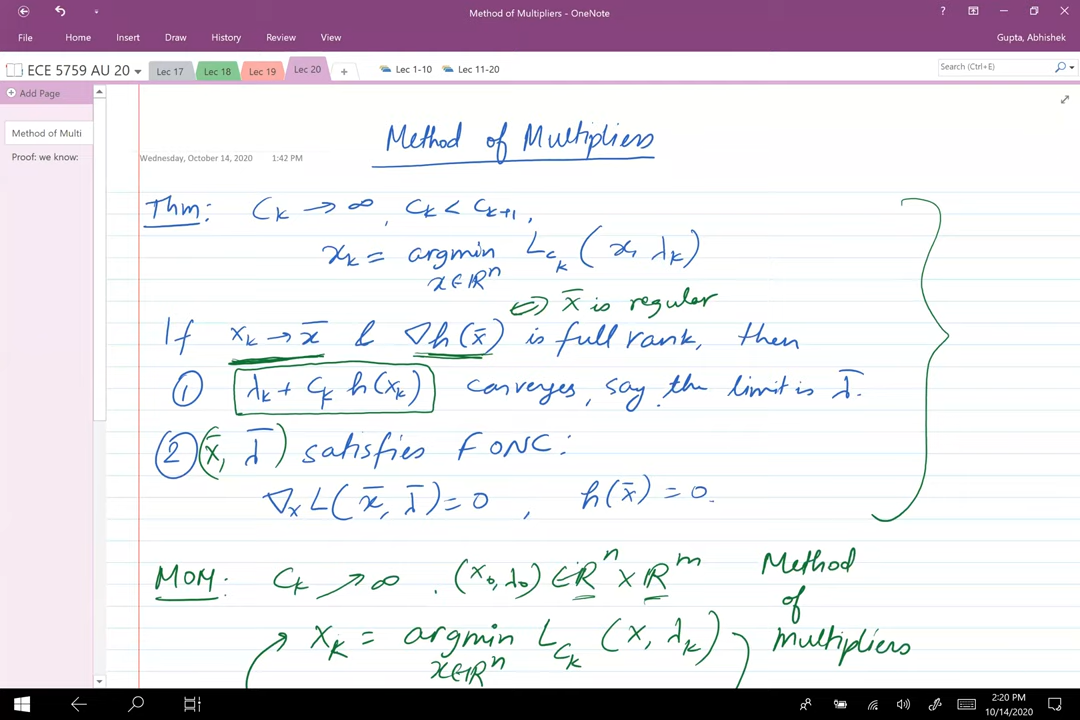 Method of Multipliers - OneNote
File Home Insert Draw History Review View Gupta, Abhishek
ECE 5759 AU 20 Lec 17 Lec 18 Lec 19 Lec 20 + Lec 1-10 Lec 11-20 Search (Ctrl+E)
Add Page
Method of Multi
Proof: we know:
Method of Multipliers
Wednesday, October 14, 2020 1:42 PM
Thm: C_k → ∞, C_k < C_{k+1},
x_k = argmin L_{c_k} (x, λ_k)
x∈ℝ^n
⇔ x̄ is regular
If x_k → x̄ & ∇h(x̄) is full rank, then
① λ_k + C_k h(x_k) converges, say the limit is λ̄.
② (x̄, λ̄) satisfies FONC:
∇_x L(x̄, λ̄) = 0, h(x̄) = 0.
MOM: C_k ↗ ∞. (x_0, λ_0) ∈ ℝ^n × ℝ^m Method
of
x_k = argmin L_{c_k} (x, λ_k) multipliers
x∈ℝ^n
2:20 PM
10/14/2020